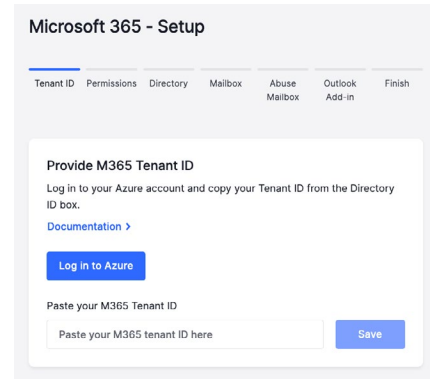 Microsoft 365 - Setup
Tenant ID Permissions Directory Mailbox Abuse Mailbox Outlook Add-in Finish
Provide M365 Tenant ID
Log in to your Azure account and copy your Tenant ID from the Directory
ID box.
Documentation >
Log in to Azure
Paste your M365 Tenant ID
Paste your M365 tenant ID here
Save